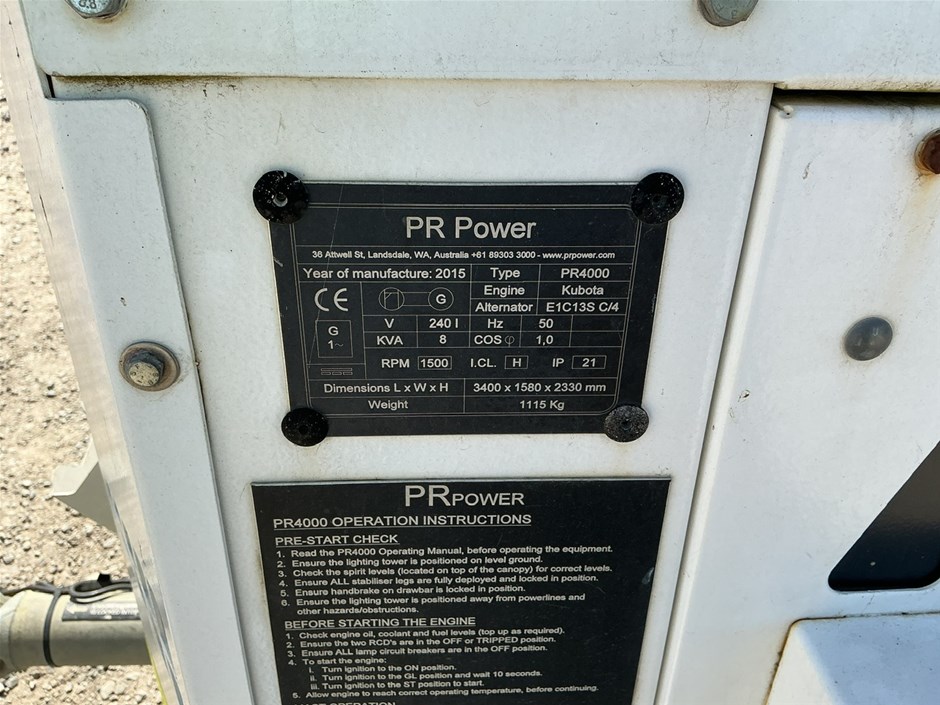 8.8
PR Power
36 Attwell St, Landsdale, WA, Australia +61 89303 3000 - www.prpower.com
Year of manufacture: 2015 Type PR4000
Engine Kubota
CE G Alternator E1C13S C/4
V 240 I Hz 50
G 1~
KVA 8 COS φ 1,0
RPM 1500 I.CL. H IP 21
Dimensions L x W x H 3400 x 1580 x 2330 mm
Weight 1115 Kg
PRPOWER
PR4000 OPERATION INSTRUCTIONS
PRE-START CHECK
1. Read the PR4000 Operating Manual, before operating the equipment.
2. Ensure the lighting tower is positioned on level ground.
3. Check the spirit levels (located on top of the canopy) for correct levels.
4. Ensure ALL stabiliser legs are fully deployed and locked in position.
5. Ensure handbrake on drawbar is locked in position.
6. Ensure the lighting tower is positioned away from powerlines and
other hazards/obstructions.
BEFORE STARTING THE ENGINE
1. Check engine oil, coolant and fuel levels (top up as required).
2. Ensure the two RCD's are in the OFF or TRIPPED position.
3. Ensure ALL lamp circuit breakers are in the OFF position.
4. To start the engine:
i. Turn ignition to the ON position.
ii. Turn ignition to the GL position and wait 10 seconds.
iii. Turn ignition to the ST position to start.
5. Allow engine to reach correct operating temperature, before continuing.